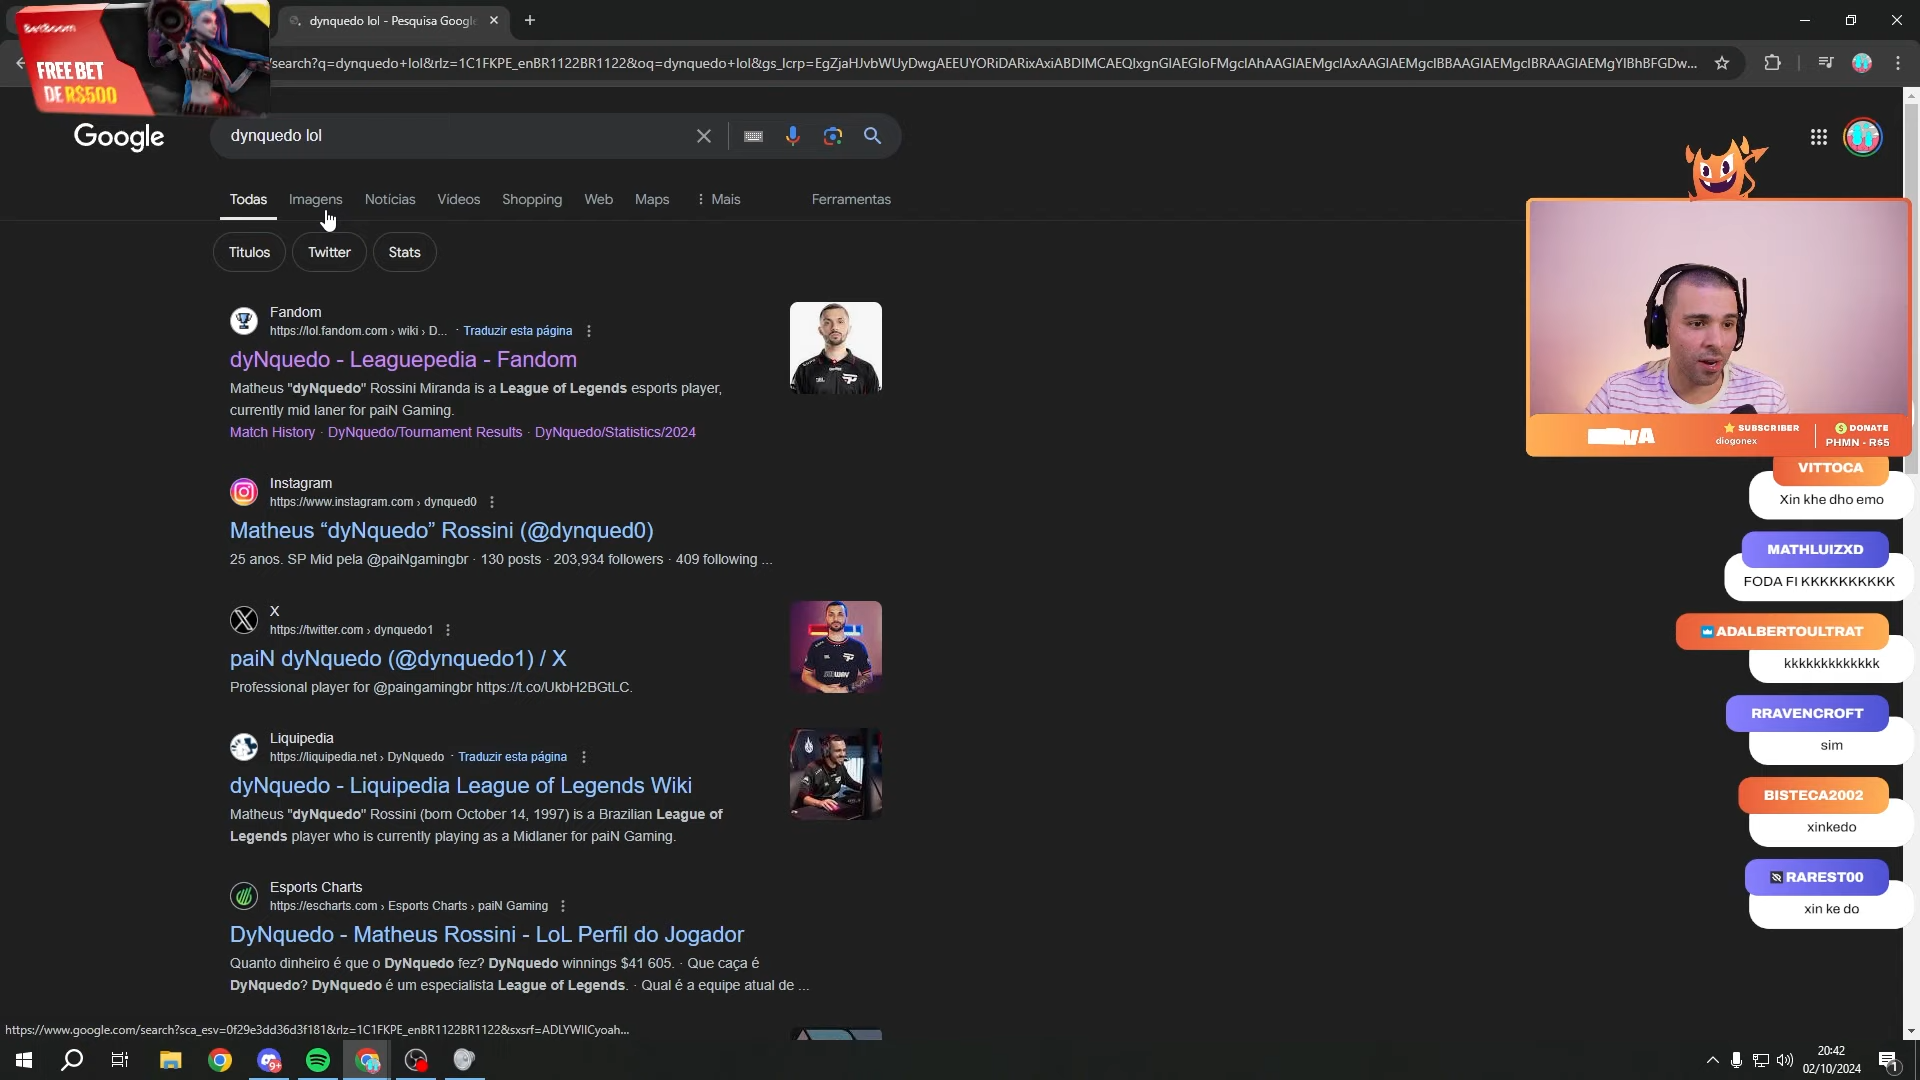 BetBoom
FREE BET
DE R$500
dynquedo lol - Pesquisa Google
/search?q=dynquedo+lol&rlz=1C1FKPE_enBR1122BR1122&oq=dynquedo+lol&gs_lcrp=EgZjaHJvbWUyDwgAEEUYORiDARixAxiABDIMCAEQIxgnGIAEGIoFMgcIAhAAGIAEMgcIAxAAGIAEMgcIBBAAGIAEMgcIBRAAGIAEMgYIBhBFGDw...
Google
dynquedo lol
Todas
Imagens
Notícias
Vídeos
Shopping
Web
Maps
Mais
Ferramentas
Títulos
Twitter
Stats
Fandom
https://lol.fandom.com › wiki › D... · Traduzir esta página
dyNquedo - Leaguepedia - Fandom
Matheus "dyNquedo" Rossini Miranda is a League of Legends esports player,
currently mid laner for paiN Gaming.
Match History · DyNquedo/Tournament Results · DyNquedo/Statistics/2024
Instagram
https://www.instagram.com › dynqued0
Matheus “dyNquedo” Rossini (@dynqued0)
25 anos. SP Mid pela @paiNgamingbr · 130 posts · 203,934 followers · 409 following ...
X
https://twitter.com › dynquedo1
paiN dyNquedo (@dynquedo1) / X
Professional player for @paingamingbr https://t.co/UkbH2BGtLC.
Liquipedia
https://liquipedia.net › DyNquedo · Traduzir esta página
dyNquedo - Liquipedia League of Legends Wiki
Matheus "dyNquedo" Rossini (born October 14, 1997) is a Brazilian League of
Legends player who is currently playing as a Midlaner for paiN Gaming.
Esports Charts
https://escharts.com › Esports Charts › paiN Gaming
DyNquedo - Matheus Rossini - LoL Perfil do Jogador
Quanto dinheiro é que o DyNquedo fez? DyNquedo winnings $41 605. · Que caça é
DyNquedo? DyNquedo é um especialista League of Legends. · Qual é a equipe atual de ...
SUBSCRIBER
diogonex
DONATE
PHMN - R$5
VITTOCA
Xin khe dho emo
MATHLUIZXD
FODA FI KKKKKKKKKK
ADALBERTOULTRAT
kkkkkkkkkkkkk
RRAVENCROFT
sim
BISTECA2002
xinkedo
RAREST00
xin ke do
https://www.google.com/search?sca_esv=0f29e3dd36d3f181&rlz=1C1FKPE_enBR1122BR1122&sxsrf=ADLYWIICyoah...
9+
20:42
02/10/2024
1